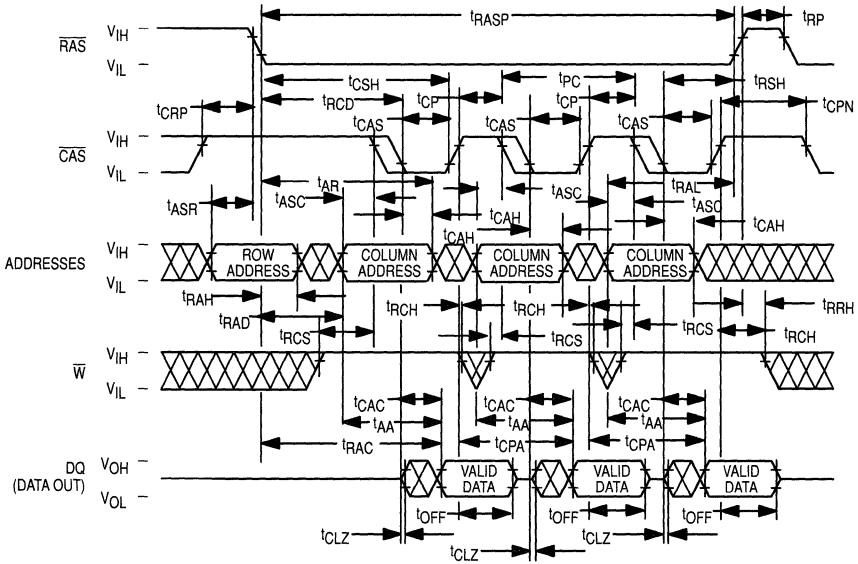 tRASP
tRP
RAS
VIH
VIL
tCSH
tPC
tRSH
tCRP
tRCD
tCP
tCP
tCPN
tCAS
tCAS
tCAS
CAS
VIH
VIL
tAR
tRAL
tASR
tASC
tASC
tASC
tCAH
tCAH
tCAH
ADDRESSES
VIH
VIL
ROW ADDRESS
COLUMN ADDRESS
COLUMN ADDRESS
COLUMN ADDRESS
tRAH
tRCH
tRCH
tRRH
tRAD
tRCS
tRCS
tRCS
tRCH
W
VIH
VIL
tCAC
tCAC
tCAC
tAA
tAA
tAA
tRAC
tCPA
tCPA
DQ
(DATA OUT)
VOH
VOL
VALID DATA
VALID DATA
VALID DATA
tOFF
tOFF
tOFF
tCLZ
tCLZ
tCLZ